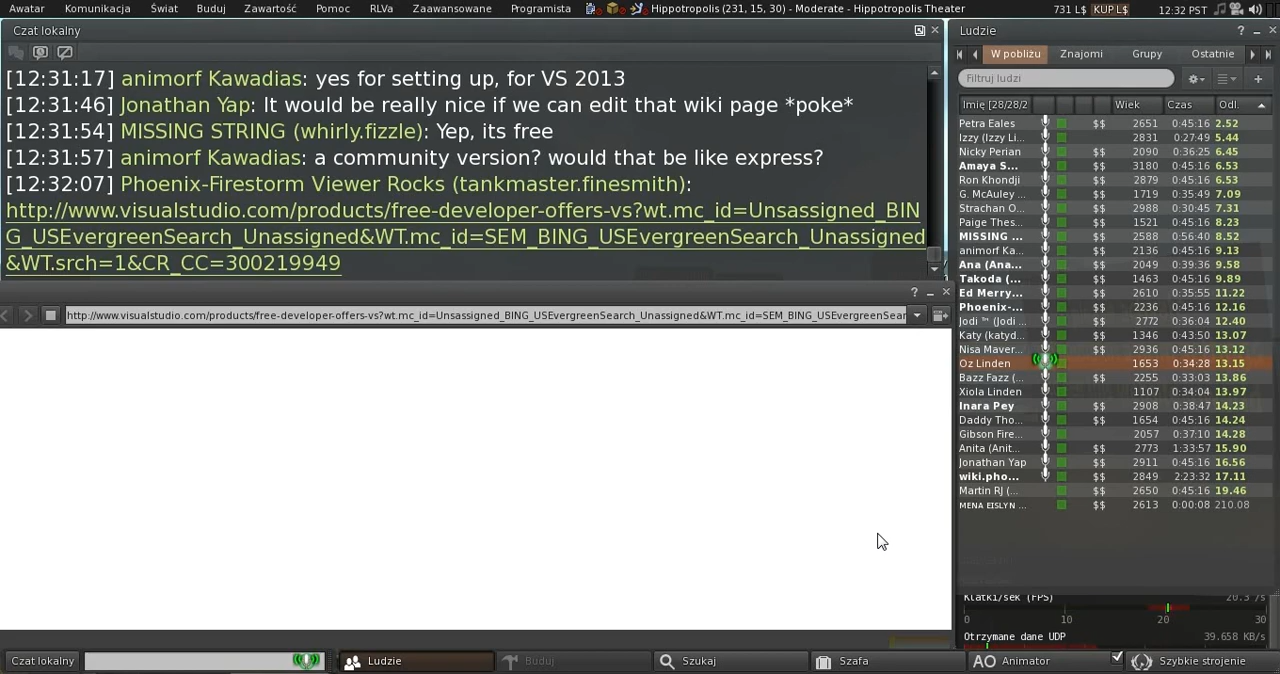 Awatar Komunikacja Świat Buduj Zawartość Pomoc RLVa Zaawansowane Programista Hippotropolis (231, 15, 30) - Moderate - Hippotropolis Theater 731 L$ KUP L$ 12:32 PST
Czat lokalny
[12:31:17] animorf Kawadias: yes for setting up, for VS 2013
[12:31:46] Jonathan Yap: It would be really nice if we can edit that wiki page *poke*
[12:31:54] MISSING STRING (whirly.fizzle): Yep, its free
[12:31:57] animorf Kawadias: a community version? would that be like express?
[12:32:07] Phoenix-Firestorm Viewer Rocks (tankmaster.finesmith):
http://www.visualstudio.com/products/free-developer-offers-vs?wt.mc_id=Unsassigned_BIN
G_USEvergreenSearch_Unassigned&WT.mc_id=SEM_BING_USEvergreenSearch_Unassigned
&WT.srch=1&CR_CC=300219949
http://www.visualstudio.com/products/free-developer-offers-vs?wt.mc_id=Unsassigned_BING_USEvergreenSearch_Unassigned&WT.mc_id=SEM_BING_USEvergreenSear
Ludzie
W pobliżu Znajomi Grupy Ostatnie
Filtruj ludzi
Imię [28/28/2 Wiek Czas Odl.
Petra Eales $$ 2651 0:45:16 2.52
Izzy (Izzy Li... 2831 0:27:49 5.44
Nicky Perian $$ 2090 0:36:25 6.45
Amaya S... $$ 3180 0:45:16 6.53
Ron Khondji $$ 2879 0:45:16 6.53
G. McAuley ... $$ 1719 0:35:49 7.09
Strachan O... $$ 2988 0:30:45 7.31
Paige Thes... $$ 1521 0:45:16 8.23
MISSING ... $$ 2588 0:56:40 8.52
animorf Ka... $$ 2136 0:45:16 9.13
Ana (Ana... $$ 2049 0:39:36 9.58
Takoda (... $$ 1463 0:45:16 9.89
Ed Merry... $$ 2610 0:35:55 11.22
Phoenix-... $$ 2236 0:45:16 12.16
Jodi ™ (Jodi ... $$ 2772 0:36:04 12.40
Katy (katyd... $$ 1346 0:43:50 13.07
Nisa Maver... $$ 2936 0:45:16 13.12
Oz Linden 1653 0:34:28 13.15
Bazz Fazz (... $$ 2255 0:33:03 13.86
Xiola Linden 1107 0:34:04 13.97
Inara Pey $$ 2908 0:38:47 14.23
Daddy Tho... $$ 1654 0:45:16 14.24
Gibson Fire... 2057 0:37:10 14.28
Anita (Anit... $$ 2773 1:33:57 15.90
Jonathan Yap $$ 2911 0:45:16 16.56
wiki.pho... $$ 2849 2:23:32 17.11
Martin RJ (... $$ 2650 0:45:16 19.46
MENA EISLYN ... $$ 2613 0:00:08 210.08
Klatki/sek (FPS) 20.3 /s
0 10 20 30
Otrzymane dane UDP 39.658 KB/s
Czat lokalny Ludzie Buduj Szukaj Szafa AO Animator Szybkie strojenie